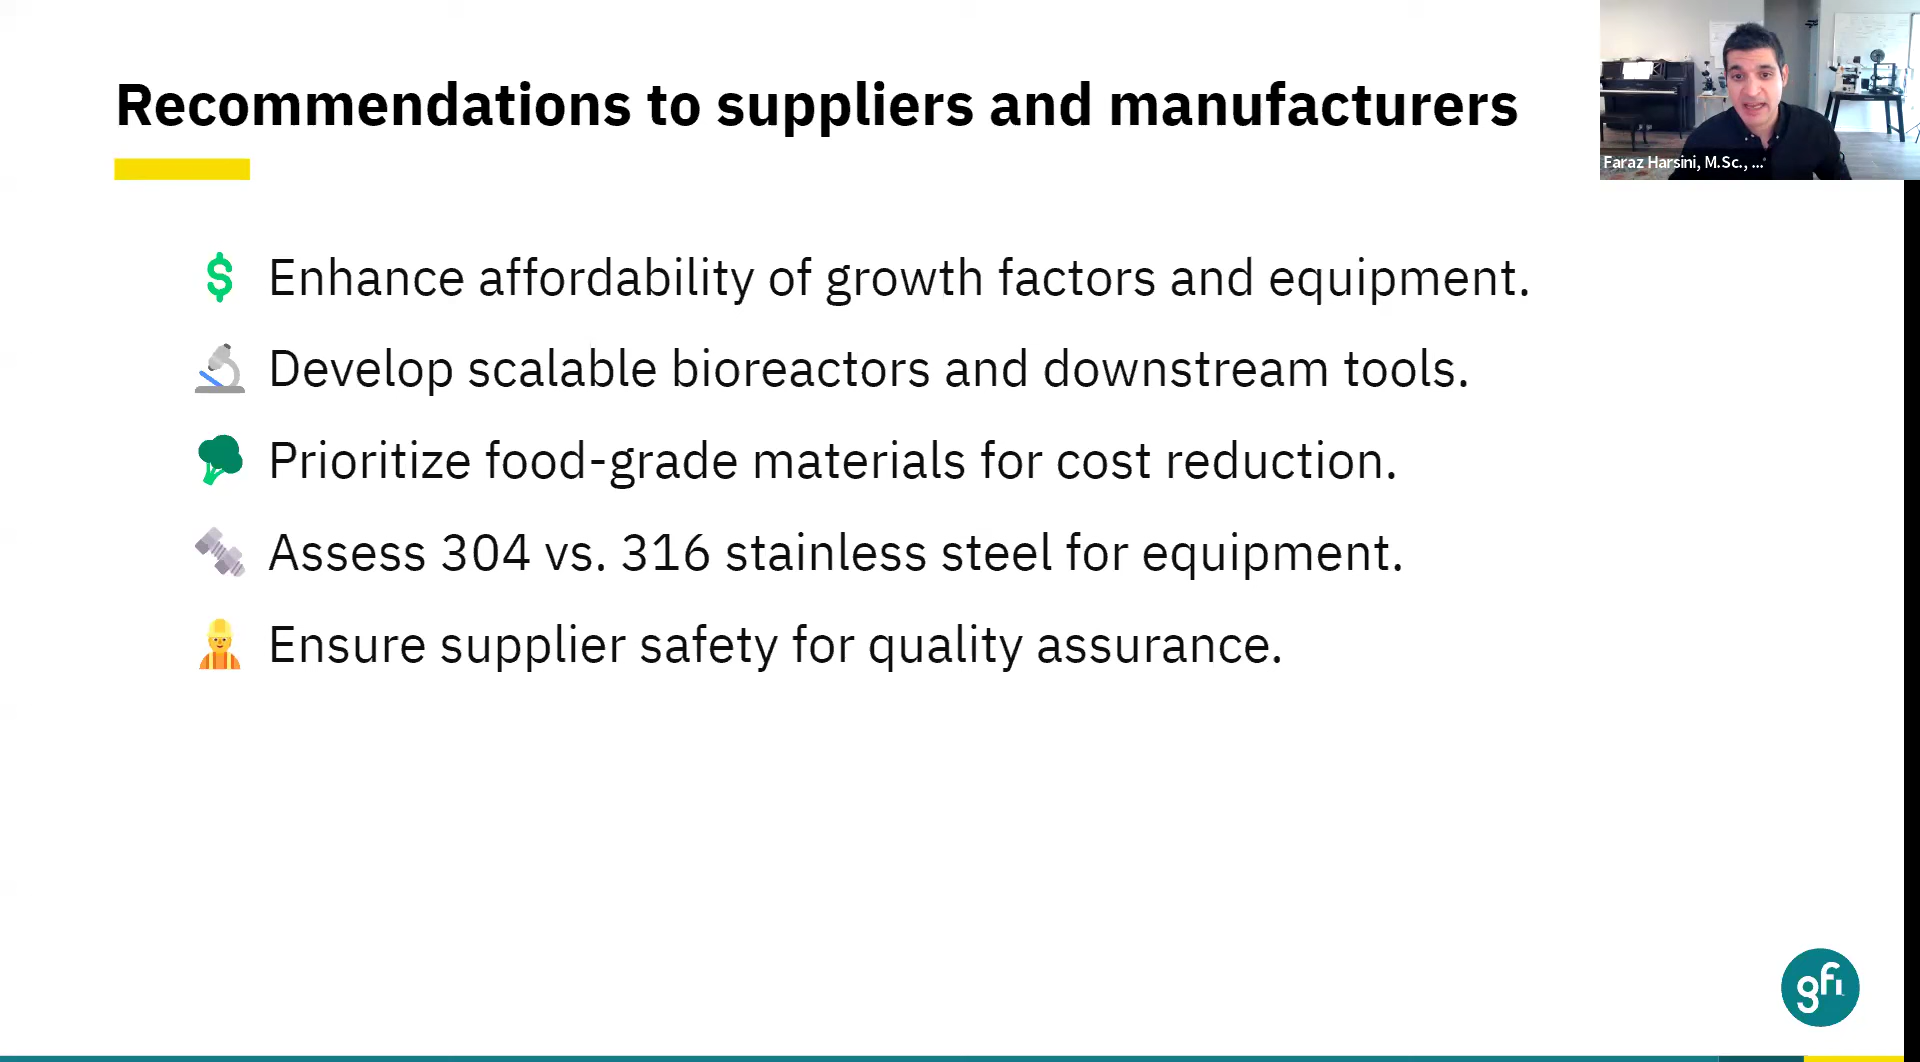 Recommendations to suppliers and manufacturers
Faraz Harsini, M.Sc., ...
$ Enhance affordability of growth factors and equipment.
Develop scalable bioreactors and downstream tools.
Prioritize food-grade materials for cost reduction.
Assess 304 vs. 316 stainless steel for equipment.
Ensure supplier safety for quality assurance.
gfi